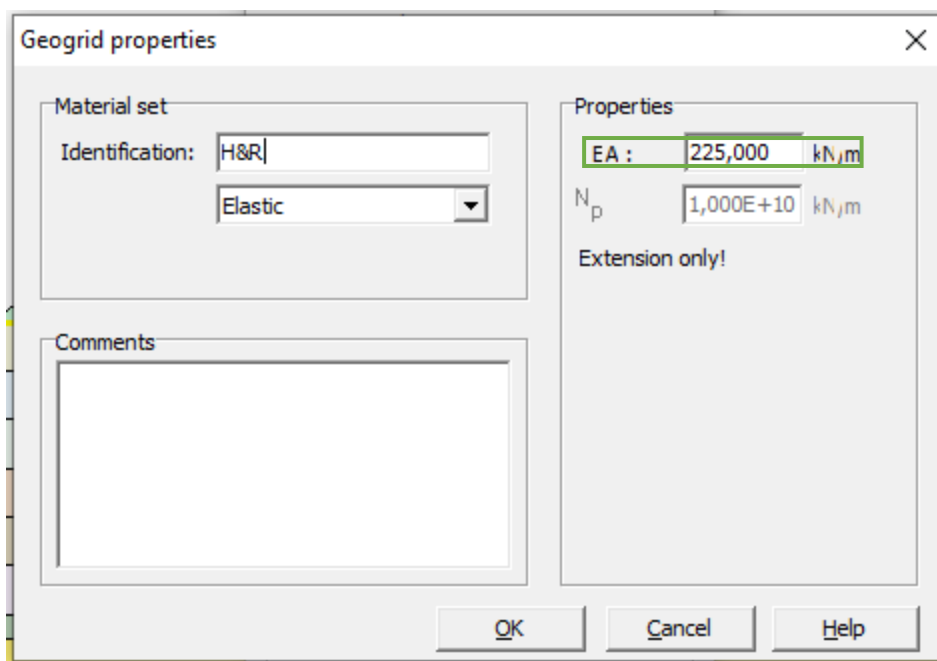 Geogrid properties
Material set
Identification: H&R
Elastic
Comments
Properties
EA : 225,000 kN/m
Np 1,000E+10 kN/m
Extension only!
OK Cancel Help